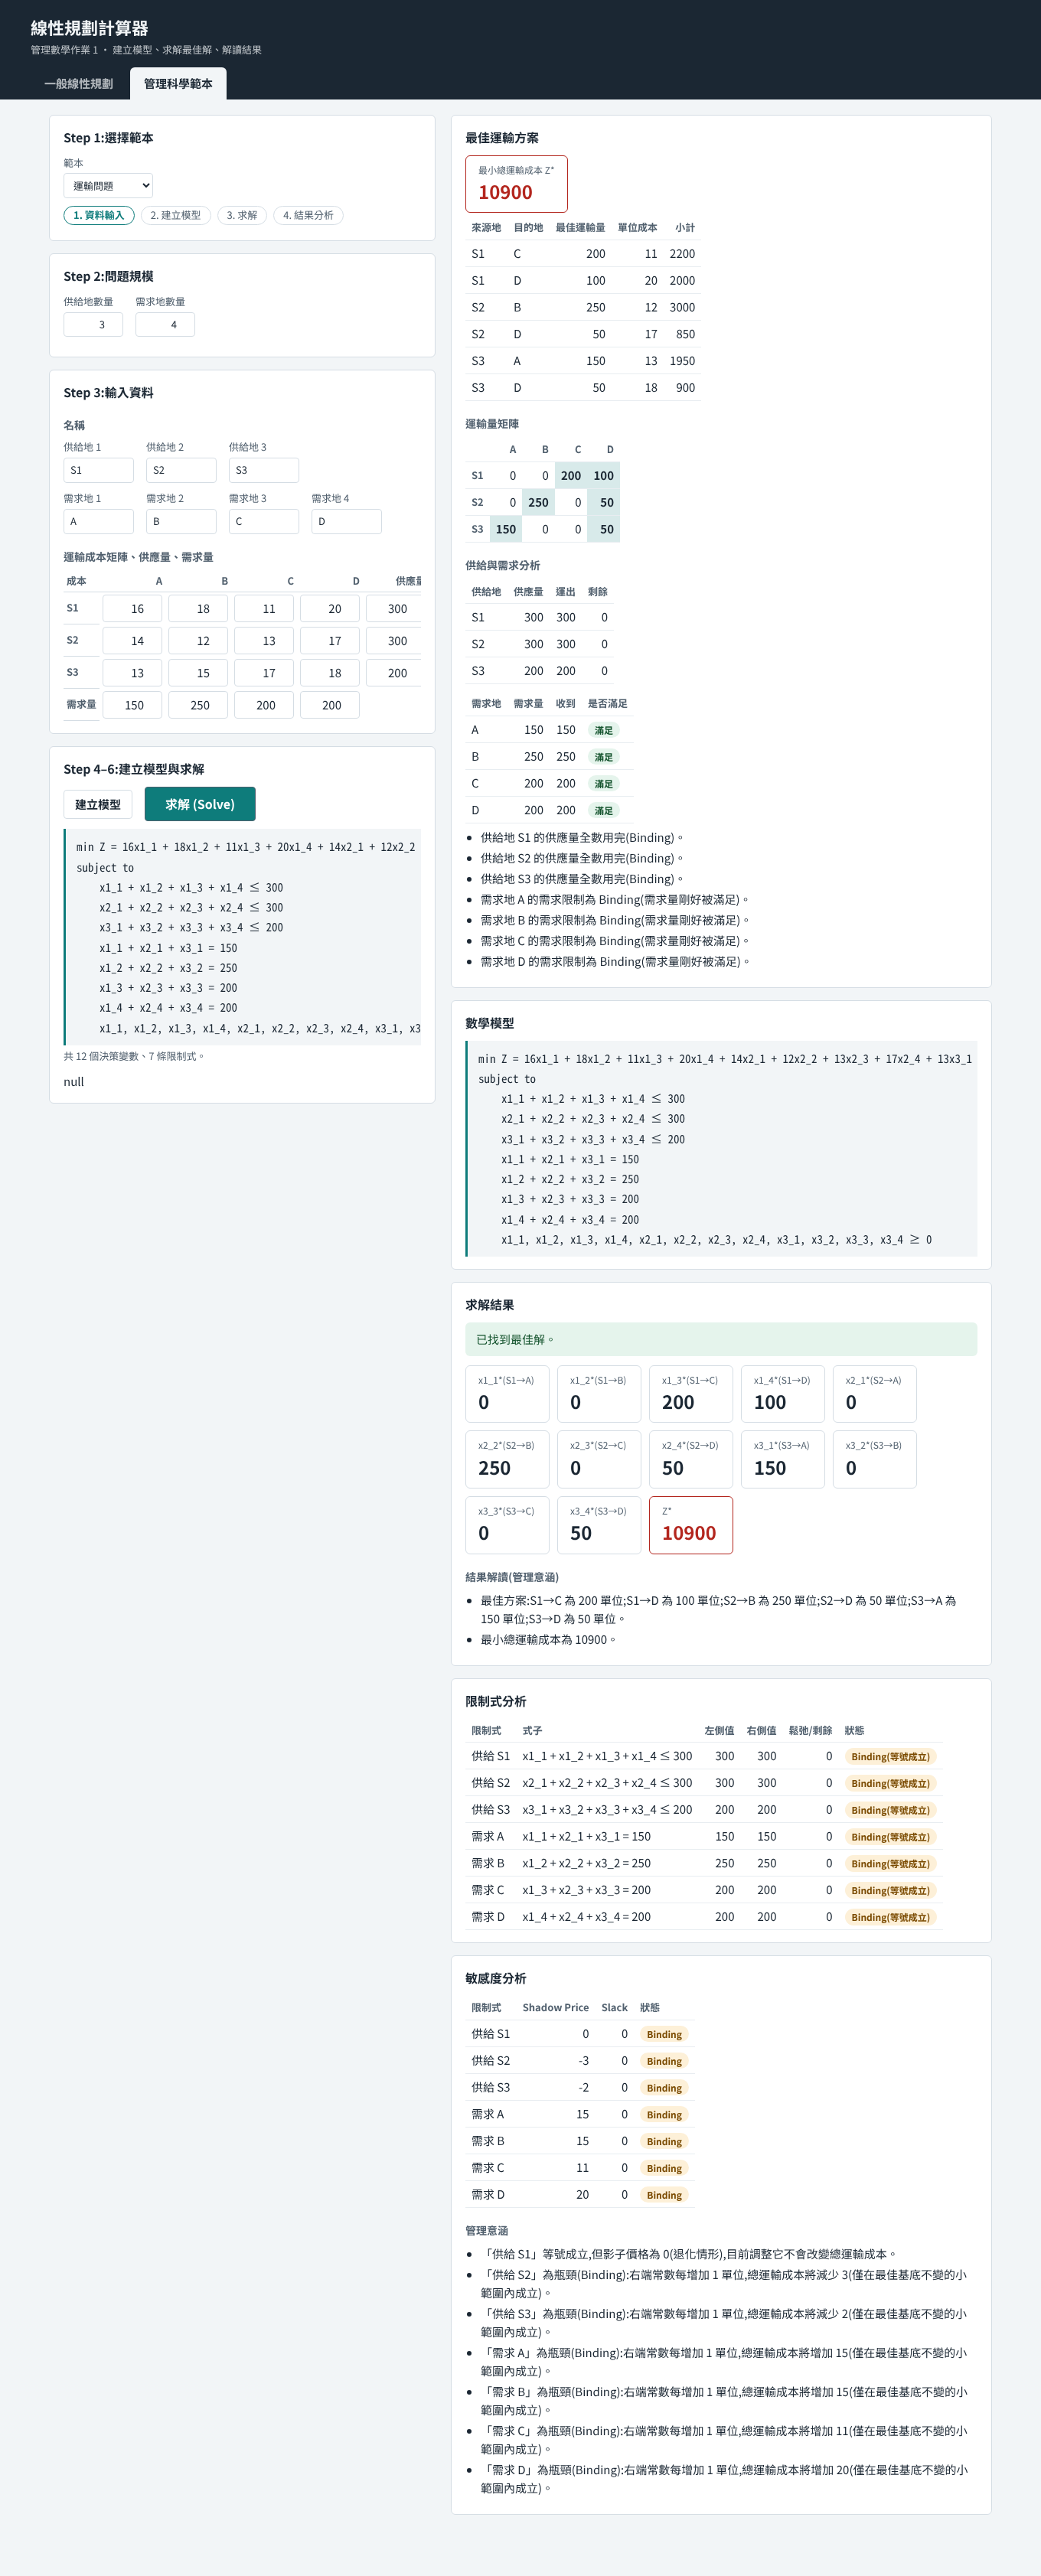 線性規劃計算器
管理數學作業 1 · 建立模型、求解最佳解、解讀結果
一般線性規劃 管理科學範本
Step 1:選擇範本
範本
運輸問題
1. 資料輸入 2. 建立模型 3. 求解 4. 結果分析
Step 2:問題規模
供給地數量 需求地數量
3 4
Step 3:輸入資料
名稱
供給地 1 供給地 2 供給地 3
S1 S2 S3
需求地 1 需求地 2 需求地 3 需求地 4
A B C D
運輸成本矩陣、供應量、需求量
成本 A B C D 供應量
S1 16 18 11 20 300
S2 14 12 13 17 300
S3 13 15 17 18 200
需求量 150 250 200 200
Step 4–6:建立模型與求解
建立模型 求解 (Solve)
min Z = 16x1_1 + 18x1_2 + 11x1_3 + 20x1_4 + 14x2_1 + 12x2_2
subject to
x1_1 + x1_2 + x1_3 + x1_4 ≤ 300
x2_1 + x2_2 + x2_3 + x2_4 ≤ 300
x3_1 + x3_2 + x3_3 + x3_4 ≤ 200
x1_1 + x2_1 + x3_1 = 150
x1_2 + x2_2 + x3_2 = 250
x1_3 + x2_3 + x3_3 = 200
x1_4 + x2_4 + x3_4 = 200
x1_1, x1_2, x1_3, x1_4, x2_1, x2_2, x2_3, x2_4, x3_1, x3
共 12 個決策變數、7 條限制式。
null
最佳運輸方案
最小總運輸成本 Z*
10900
來源地 目的地 最佳運輸量 單位成本 小計
S1 C 200 11 2200
S1 D 100 20 2000
S2 B 250 12 3000
S2 D 50 17 850
S3 A 150 13 1950
S3 D 50 18 900
運輸量矩陣
A B C D
S1 0 0 200 100
S2 0 250 0 50
S3 150 0 0 50
供給與需求分析
供給地 供應量 運出 剩餘
S1 300 300 0
S2 300 300 0
S3 200 200 0
需求地 需求量 收到 是否滿足
A 150 150 滿足
B 250 250 滿足
C 200 200 滿足
D 200 200 滿足
• 供給地 S1 的供應量全數用完(Binding)。
• 供給地 S2 的供應量全數用完(Binding)。
• 供給地 S3 的供應量全數用完(Binding)。
• 需求地 A 的需求限制為 Binding(需求量剛好被滿足)。
• 需求地 B 的需求限制為 Binding(需求量剛好被滿足)。
• 需求地 C 的需求限制為 Binding(需求量剛好被滿足)。
• 需求地 D 的需求限制為 Binding(需求量剛好被滿足)。
數學模型
min Z = 16x1_1 + 18x1_2 + 11x1_3 + 20x1_4 + 14x2_1 + 12x2_2 + 13x2_3 + 17x2_4 + 13x3_1
subject to
x1_1 + x1_2 + x1_3 + x1_4 ≤ 300
x2_1 + x2_2 + x2_3 + x2_4 ≤ 300
x3_1 + x3_2 + x3_3 + x3_4 ≤ 200
x1_1 + x2_1 + x3_1 = 150
x1_2 + x2_2 + x3_2 = 250
x1_3 + x2_3 + x3_3 = 200
x1_4 + x2_4 + x3_4 = 200
x1_1, x1_2, x1_3, x1_4, x2_1, x2_2, x2_3, x2_4, x3_1, x3_2, x3_3, x3_4 ≥ 0
求解結果
已找到最佳解。
x1_1*(S1→A) x1_2*(S1→B) x1_3*(S1→C) x1_4*(S1→D) x2_1*(S2→A)
0 0 200 100 0
x2_2*(S2→B) x2_3*(S2→C) x2_4*(S2→D) x3_1*(S3→A) x3_2*(S3→B)
250 0 50 150 0
x3_3*(S3→C) x3_4*(S3→D) Z*
0 50 10900
結果解讀(管理意涵)
• 最佳方案:S1→C 為 200 單位;S1→D 為 100 單位;S2→B 為 250 單位;S2→D 為 50 單位;S3→A 為
150 單位;S3→D 為 50 單位。
• 最小總運輸成本為 10900。
限制式分析
限制式 式子 左側值 右側值 鬆弛/剩餘 狀態
供給 S1 x1_1 + x1_2 + x1_3 + x1_4 ≤ 300 300 300 0 Binding(等號成立)
供給 S2 x2_1 + x2_2 + x2_3 + x2_4 ≤ 300 300 300 0 Binding(等號成立)
供給 S3 x3_1 + x3_2 + x3_3 + x3_4 ≤ 200 200 200 0 Binding(等號成立)
需求 A x1_1 + x2_1 + x3_1 = 150 150 150 0 Binding(等號成立)
需求 B x1_2 + x2_2 + x3_2 = 250 250 250 0 Binding(等號成立)
需求 C x1_3 + x2_3 + x3_3 = 200 200 200 0 Binding(等號成立)
需求 D x1_4 + x2_4 + x3_4 = 200 200 200 0 Binding(等號成立)
敏感度分析
限制式 Shadow Price Slack 狀態
供給 S1 0 0 Binding
供給 S2 -3 0 Binding
供給 S3 -2 0 Binding
需求 A 15 0 Binding
需求 B 15 0 Binding
需求 C 11 0 Binding
需求 D 20 0 Binding
管理意涵
• 「供給 S1」等號成立,但影子價格為 0(退化情形),目前調整它不會改變總運輸成本。
• 「供給 S2」為瓶頸(Binding):右端常數每增加 1 單位,總運輸成本將減少 3(僅在最佳基底不變的小
範圍內成立)。
• 「供給 S3」為瓶頸(Binding):右端常數每增加 1 單位,總運輸成本將減少 2(僅在最佳基底不變的小
範圍內成立)。
• 「需求 A」為瓶頸(Binding):右端常數每增加 1 單位,總運輸成本將增加 15(僅在最佳基底不變的小
範圍內成立)。
• 「需求 B」為瓶頸(Binding):右端常數每增加 1 單位,總運輸成本將增加 15(僅在最佳基底不變的小
範圍內成立)。
• 「需求 C」為瓶頸(Binding):右端常數每增加 1 單位,總運輸成本將增加 11(僅在最佳基底不變的小
範圍內成立)。
• 「需求 D」為瓶頸(Binding):右端常數每增加 1 單位,總運輸成本將增加 20(僅在最佳基底不變的小
範圍內成立)。